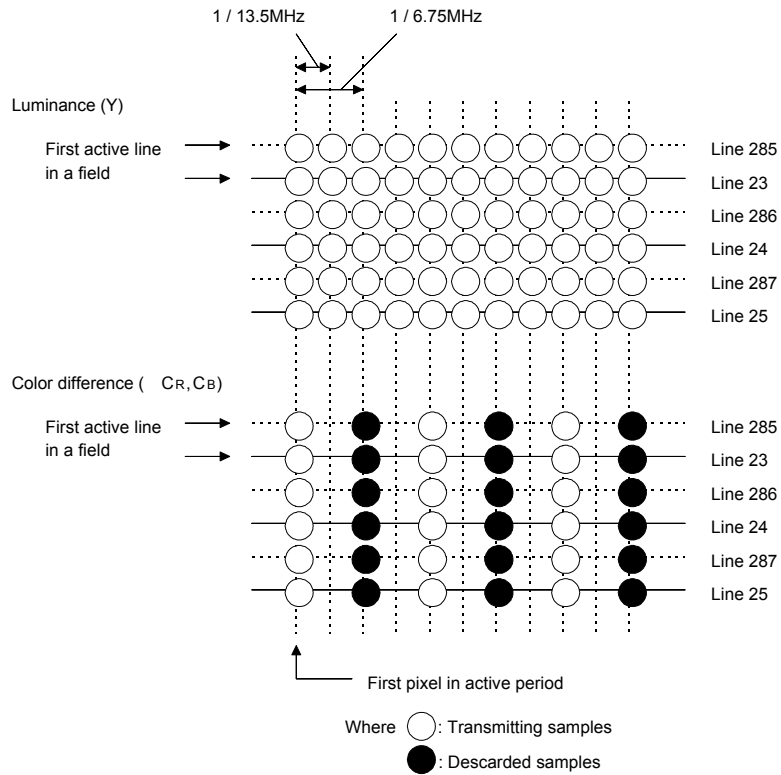 1 / 13.5MHz
1 / 6.75MHz
Luminance (Y)
First active line
in a field
Line 285
Line 23
Line 286
Line 24
Line 287
Line 25
Color difference ( CR,CB)
First active line
in a field
Line 285
Line 23
Line 286
Line 24
Line 287
Line 25
First pixel in active period
Where : Transmitting samples
: Descarded samples